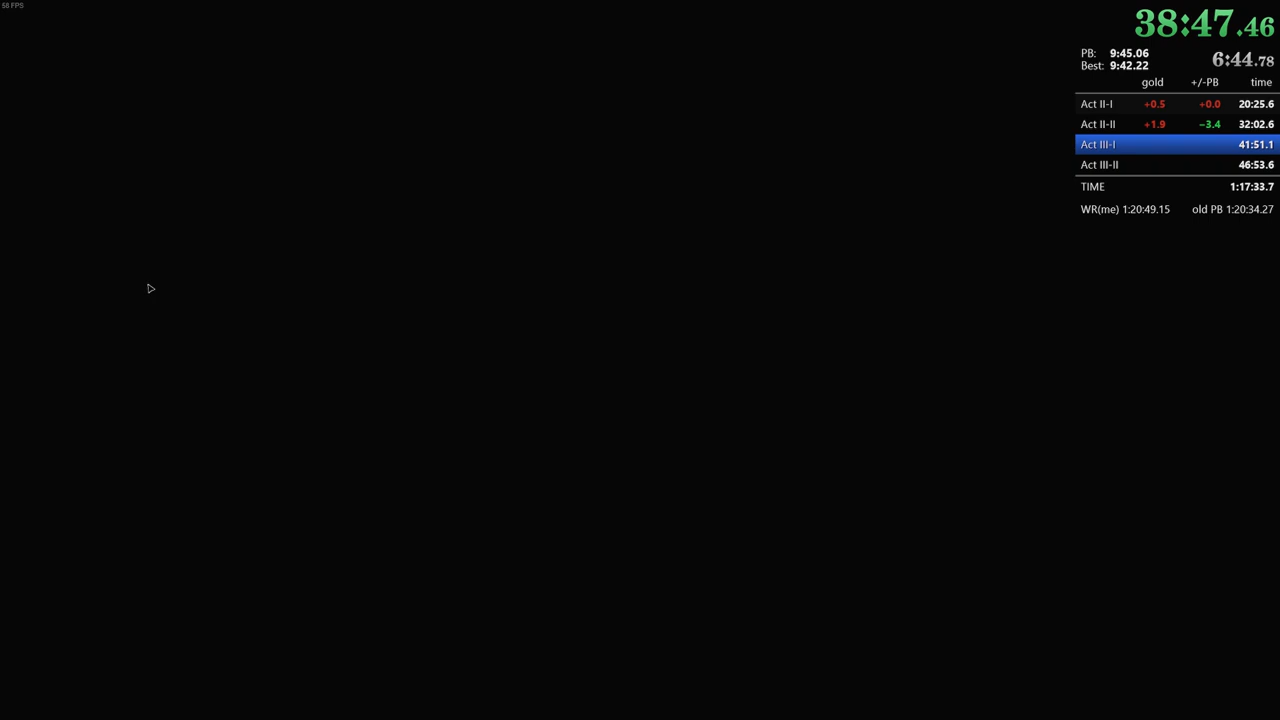 58 FPS
38:47.46
PB: 9:45.06
Best: 9:42.22
6:44.78
gold +/-PB time
Act II-I +0.5 +0.0 20:25.6
Act II-II +1.9 −3.4 32:02.6
Act III-I 41:51.1
Act III-II 46:53.6
TIME 1:17:33.7
WR(me) 1:20:49.15 old PB 1:20:34.27